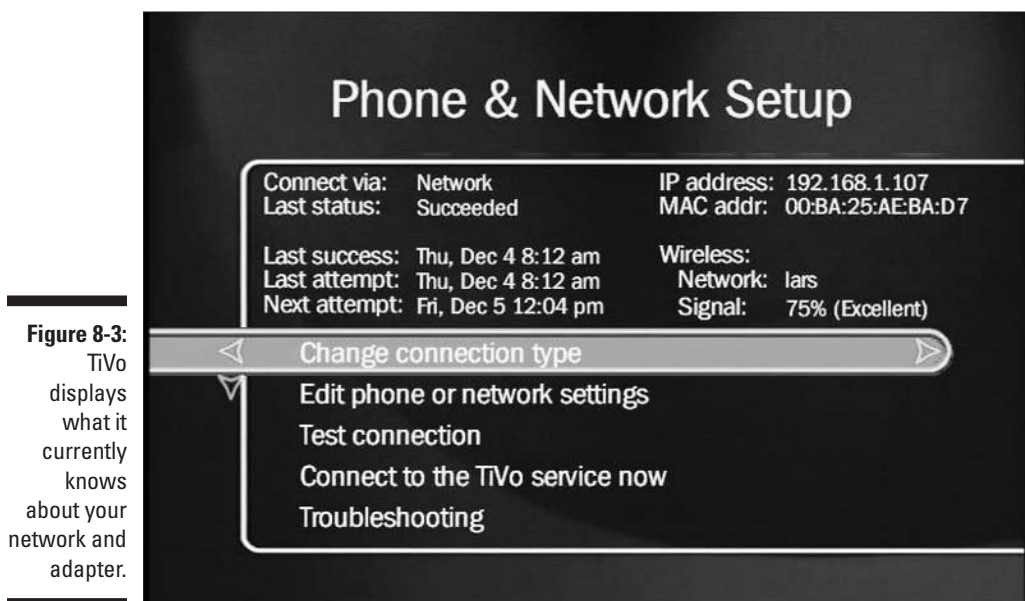 Phone & Network Setup
Connect via: Network IP address: 192.168.1.107
Last status: Succeeded MAC addr: 00:BA:25:AE:BA:D7
Last success: Thu, Dec 4 8:12 am Wireless:
Last attempt: Thu, Dec 4 8:12 am Network: lars
Next attempt: Fri, Dec 5 12:04 pm Signal: 75% (Excellent)
Change connection type
Edit phone or network settings
Test connection
Connect to the TiVo service now
Troubleshooting
Figure 8-3:
TiVo
displays
what it
currently
knows
about your
network and
adapter.